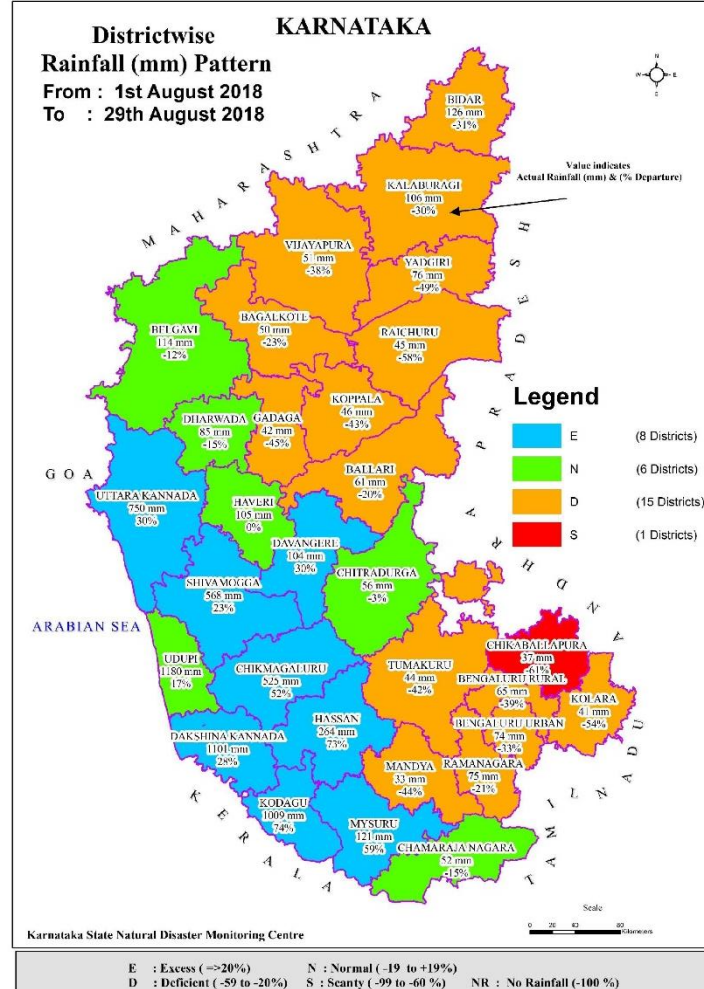 KARNATAKA
Districtwise
Rainfall (mm) Pattern
From : 1st August 2018
To : 29th August 2018
N
W
E
S
MAHARASHTRA
BIDAR
126 mm
-31%
Value indicates
Actual Rainfall (mm) & (% Departure)
KALABURAGI
106 mm
-30%
VIJAYAPURA
51 mm
-38%
YADGIRI
76 mm
-49%
BELGAVI
114 mm
-12%
BAGALKOTE
50 mm
-23%
RAICHURU
45 mm
-58%
ANDHRA PRADESH
DHARWADA
85 mm
-15%
GADAGA
42 mm
-45%
KOPPALA
46 mm
-43%
Legend
E (8 Districts)
N (6 Districts)
D (15 Districts)
S (1 Districts)
GOA
UTTARA KANNADA
750 mm
30%
HAVERI
105 mm
0%
BALLARI
61 mm
-20%
DAVANGERE
104 mm
30%
CHITRADURGA
56 mm
-3%
SHIVAMOGGA
568 mm
23%
ARABIAN SEA
UDUPI
1180 mm
17%
CHIKMAGALURU
525 mm
52%
TUMAKURU
44 mm
-42%
CHIKABALLAPURA
37 mm
-61%
BENGALURU RURAL
65 mm
-39%
KOLARA
41 mm
-54%
DAKSHINA KANNADA
1101 mm
28%
HASSAN
264 mm
73%
BENGALURU URBAN
74 mm
-33%
MANDYA
33 mm
-44%
RAMANAGARA
75 mm
-21%
KODAGU
1009 mm
74%
MYSURU
121 mm
59%
CHAMARAJA NAGARA
52 mm
-15%
KERALA
TAMILNADU
Scale
0 20 40 80
Kilometers
Karnataka State Natural Disaster Monitoring Centre
E : Excess ( =>20%) N : Normal ( -19 to +19%)
D : Deficient ( -59 to -20%) S : Scanty ( -99 to -60 %) NR : No Rainfall (-100 %)